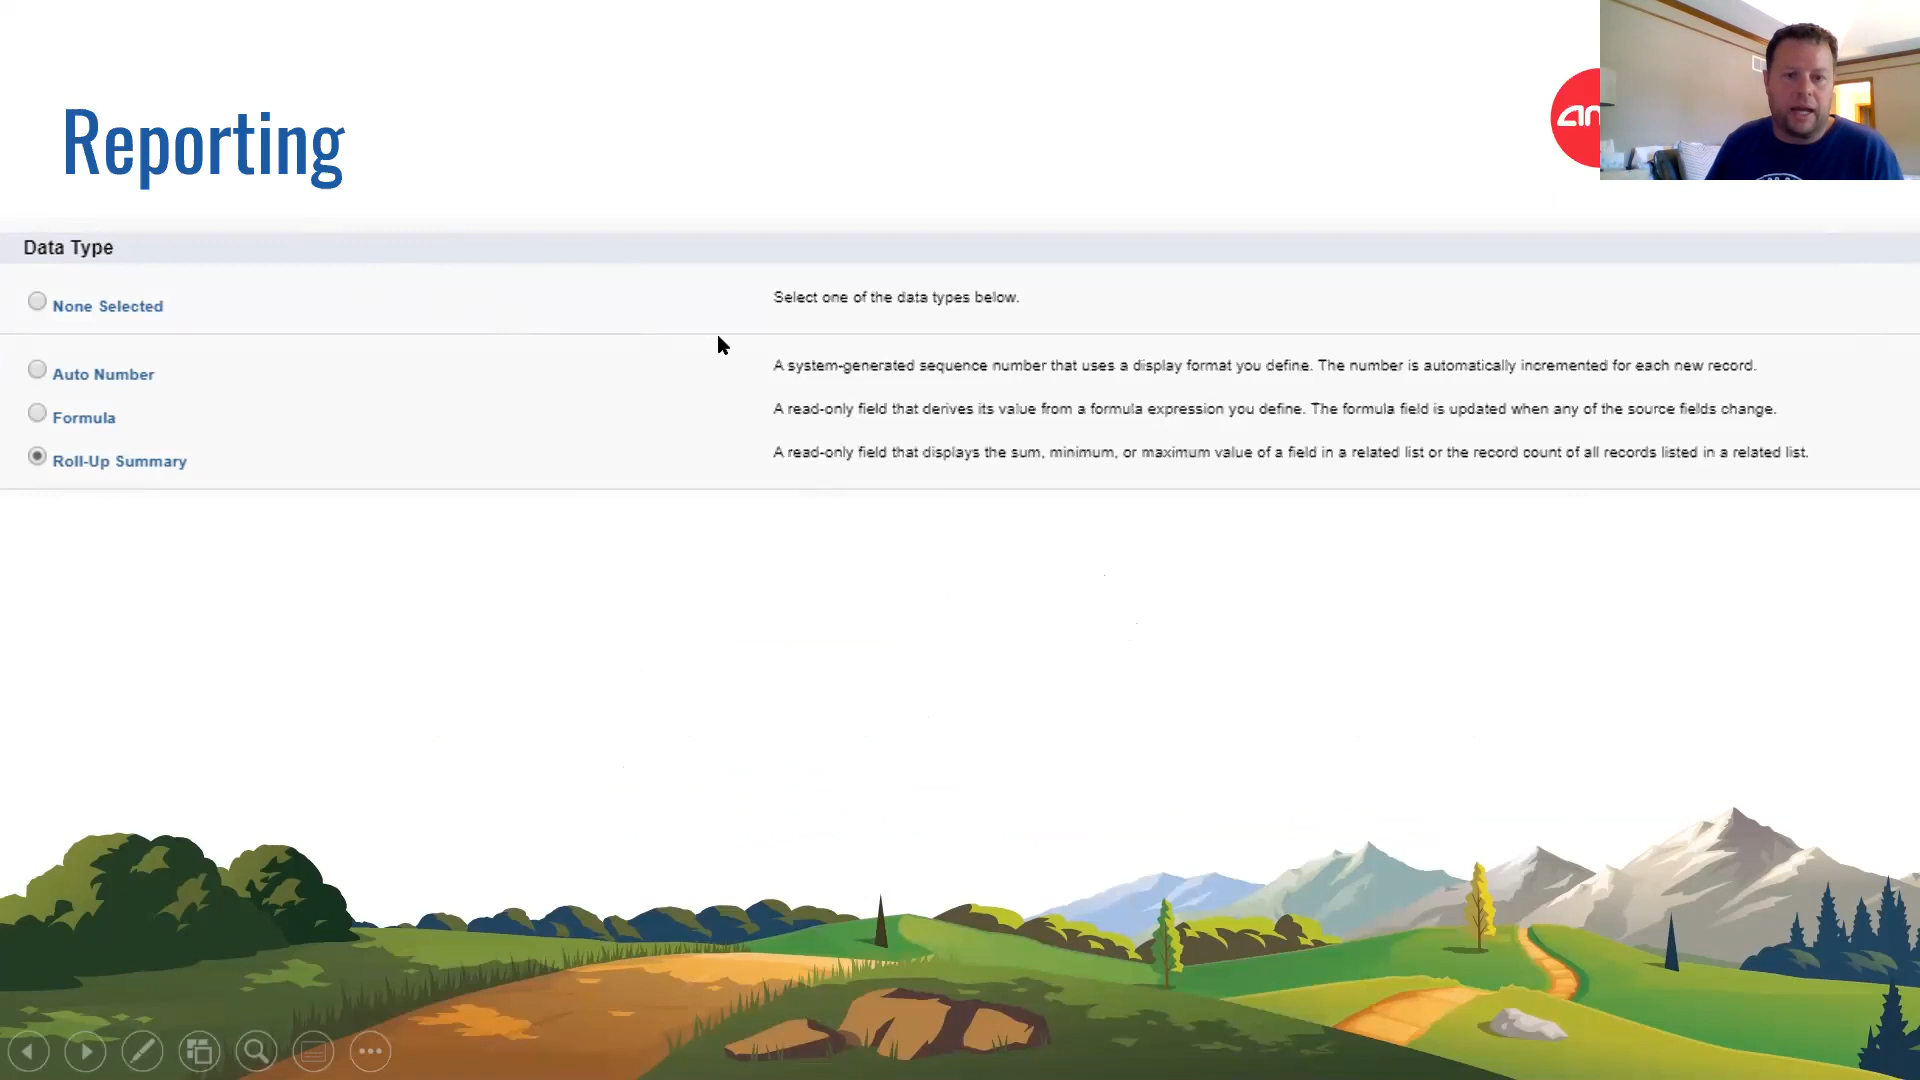 Reporting
Data Type
None Selected
Select one of the data types below.
Auto Number
A system-generated sequence number that uses a display format you define. The number is automatically incremented for each new record.
Formula
A read-only field that derives its value from a formula expression you define. The formula field is updated when any of the source fields change.
Roll-Up Summary
A read-only field that displays the sum, minimum, or maximum value of a field in a related list or the record count of all records listed in a related list.